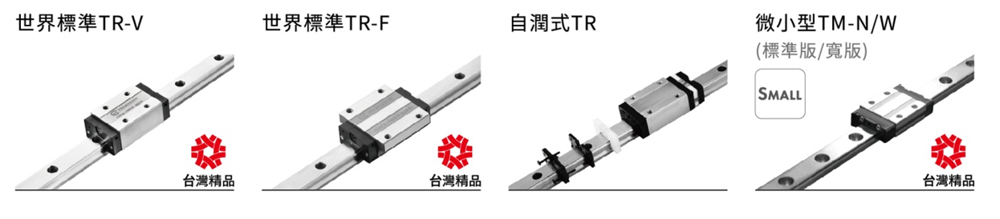 世界標準TR-V
世界標準TR-F
自潤式TR
微小型TM-N/W
(標準版/寬版)
SMALL
台灣精品
台灣精品
台灣精品